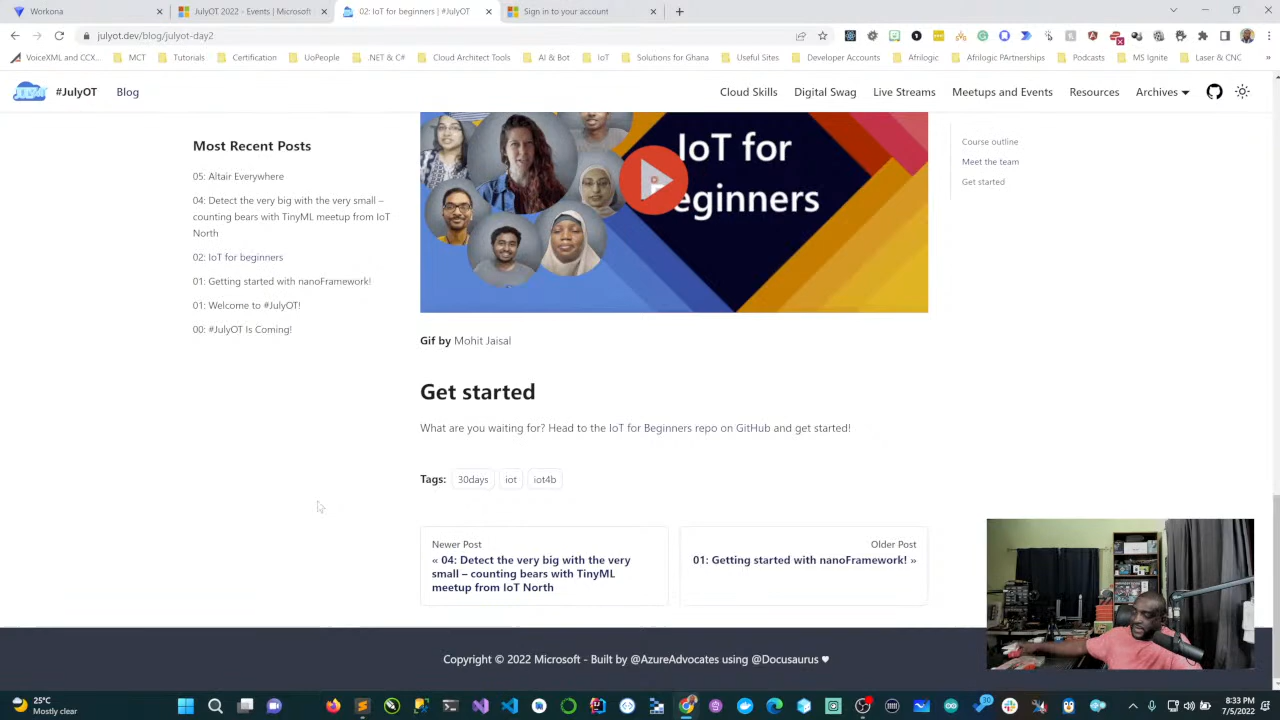 Workona
JulyOT 2022 - Events | Microsoft
02: IoT for beginners | #JulyOT
Sign in to your account
julyot.dev/blog/julyot-day2
VoiceXML and CCX...
MCT
Tutorials
Certification
UoPeople
.NET & C#
Cloud Architect Tools
AI & Bot
IoT
Solutions for Ghana
Useful Sites
Developer Accounts
Afrilogic
Afrilogic PArtnerships
Podcasts
MS Ignite
Laser & CNC
»
#JulyOT
Blog
Cloud Skills
Digital Swag
Live Streams
Meetups and Events
Resources
Archives
Most Recent Posts
05: Altair Everywhere
04: Detect the very big with the very small –
counting bears with TinyML meetup from IoT
North
02: IoT for beginners
01: Getting started with nanoFramework!
01: Welcome to #JulyOT!
00: #JulyOT Is Coming!
IoT for
eginners
Gif by Mohit Jaisal
Get started
What are you waiting for? Head to the IoT for Beginners repo on GitHub and get started!
Tags: 30days iot iot4b
Newer Post
« 04: Detect the very big with the very
small – counting bears with TinyML
meetup from IoT North
Older Post
01: Getting started with nanoFramework! »
Course outline
Meet the team
Get started
Copyright © 2022 Microsoft - Built by @AzureAdvocates using @Docusaurus ♥
25°C
Mostly clear
30
8:33 PM
7/5/2022